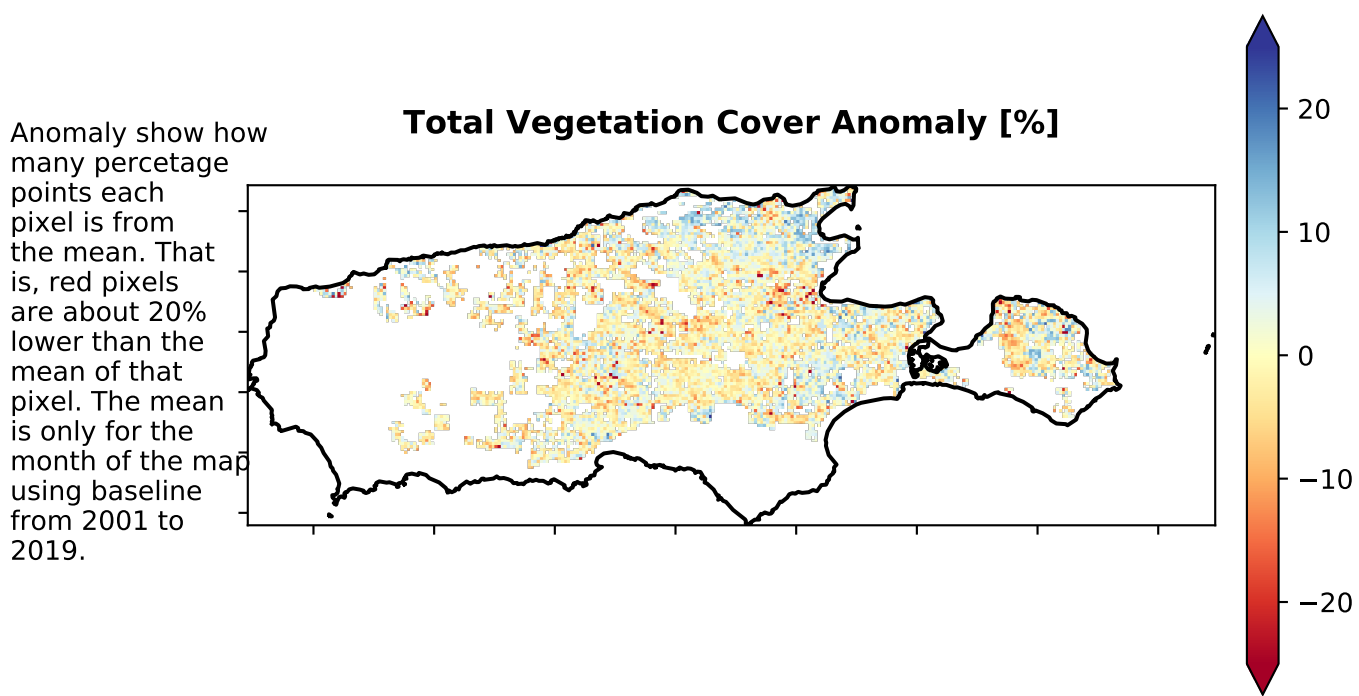 Total Vegetation Cover Anomaly [%]
Anomaly show how
many percetage
points each
pixel is from
the mean. That
is, red pixels
are about 20%
lower than the
mean of that
pixel. The mean
is only for the
month of the map
using baseline
from 2001 to
2019.
20
10
0
−10
−20